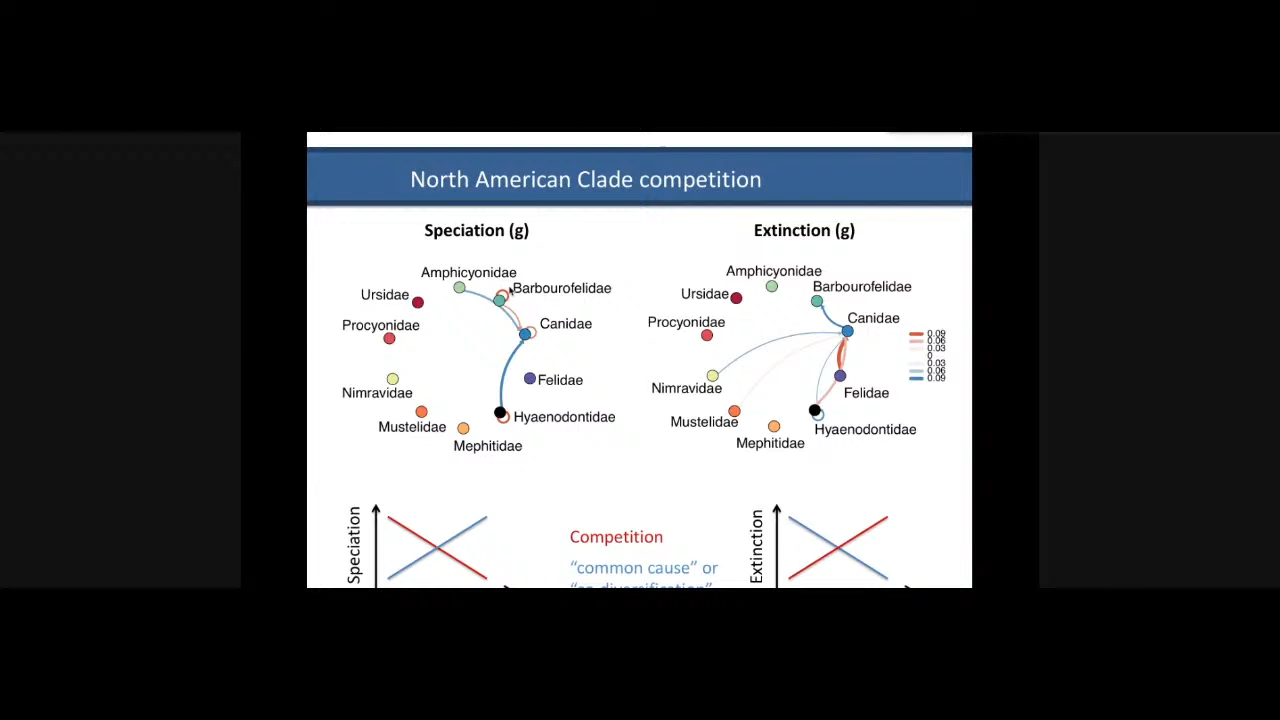 North American Clade competition
Speciation (g)
Extinction (g)
Amphicyonidae
Barbourofelidae
Ursidae
Canidae
Procyonidae
Felidae
Nimravidae
Hyaenodontidae
Mustelidae
Mephitidae
Amphicyonidae
Barbourofelidae
Ursidae
Canidae
Procyonidae
0.09
0.06
0.03
0
0.03
0.06
0.09
Nimravidae
Felidae
Mustelidae
Hyaenodontidae
Mephitidae
Speciation
Competition
"common cause" or
"co-diversification"
Extinction